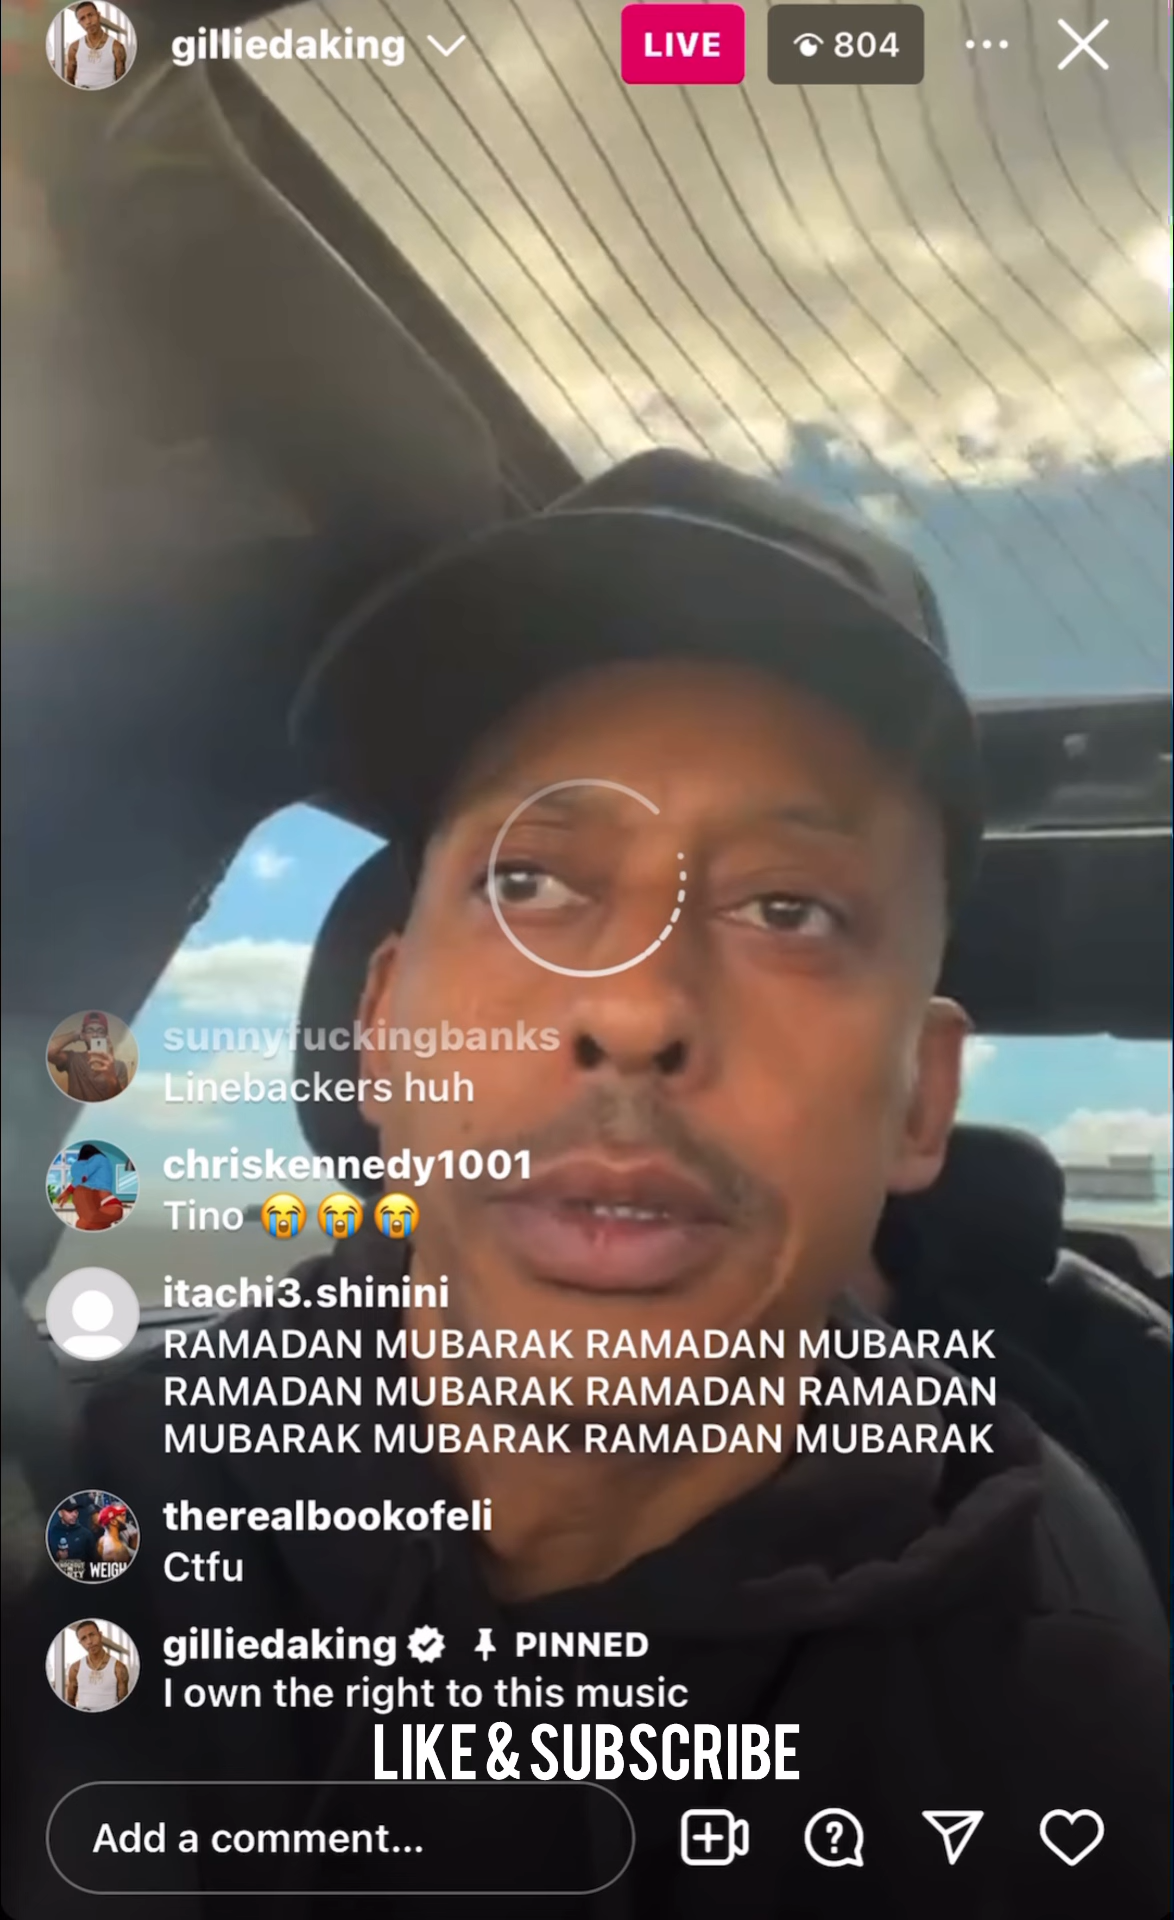 gilliedaking
LIVE
804
sunnyfuckingbanks
Linebackers huh
chriskennedy1001
Tino 😭😭😭
itachi3.shinini
RAMADAN MUBARAK RAMADAN MUBARAK
RAMADAN MUBARAK RAMADAN RAMADAN
MUBARAK MUBARAK RAMADAN MUBARAK
therealbookofeli
Ctfu
WEIGH
gilliedaking PINNED
I own the right to this music
LIKE & SUBSCRIBE
Add a comment...